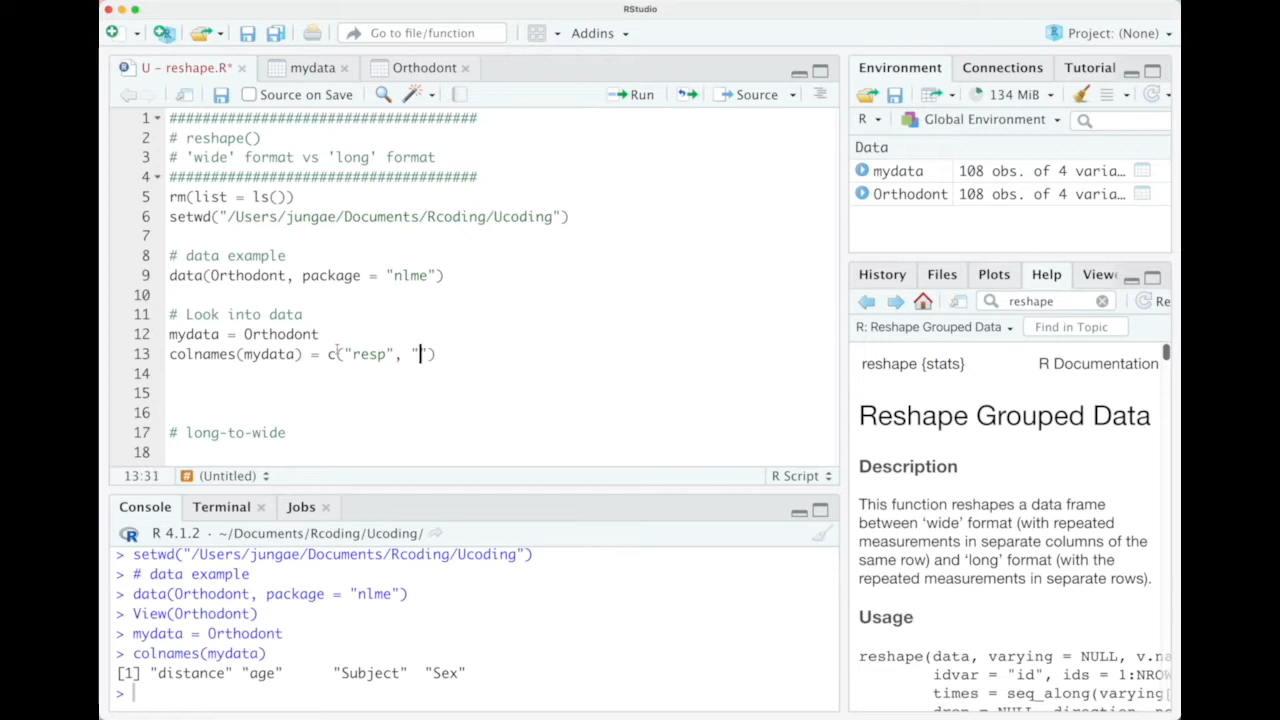 RStudio
Go to file/function
Addins
Project: (None)
U - reshape.R*
mydata
Orthodont
Source on Save
Run
Source
1 ####################################
2 # reshape()
3 # 'wide' format vs 'long' format
4 ####################################
5 rm(list = ls())
6 setwd("/Users/jungae/Documents/Rcoding/Ucoding")
7
8 # data example
9 data(Orthodont, package = "nlme")
10
11 # Look into data
12 mydata = Orthodont
13 colnames(mydata) = c("resp", "")
14
15
16
17 # long-to-wide
18
13:31
(Untitled)
R Script
Console
Terminal
Jobs
R 4.1.2 · ~/Documents/Rcoding/Ucoding/
> setwd("/Users/jungae/Documents/Rcoding/Ucoding")
> # data example
> data(Orthodont, package = "nlme")
> View(Orthodont)
> mydata = Orthodont
> colnames(mydata)
[1] "distance" "age" "Subject" "Sex"
>
Environment
Connections
Tutorial
134 MiB
R
Global Environment
Data
mydata 108 obs. of 4 varia…
Orthodont 108 obs. of 4 varia…
History
Files
Plots
Help
View
reshape
Re
R: Reshape Grouped Data
Find in Topic
reshape {stats}
R Documentation
Reshape Grouped Data
Description
This function reshapes a data frame
between ‘wide’ format (with repeated
measurements in separate columns of
the same row) and ‘long’ format (with the
repeated measurements in separate rows).
Usage
reshape(data, varying = NULL, v.na
idvar = "id", ids = 1:NROW
times = seq_along(varying[
drop = NULL, direction,